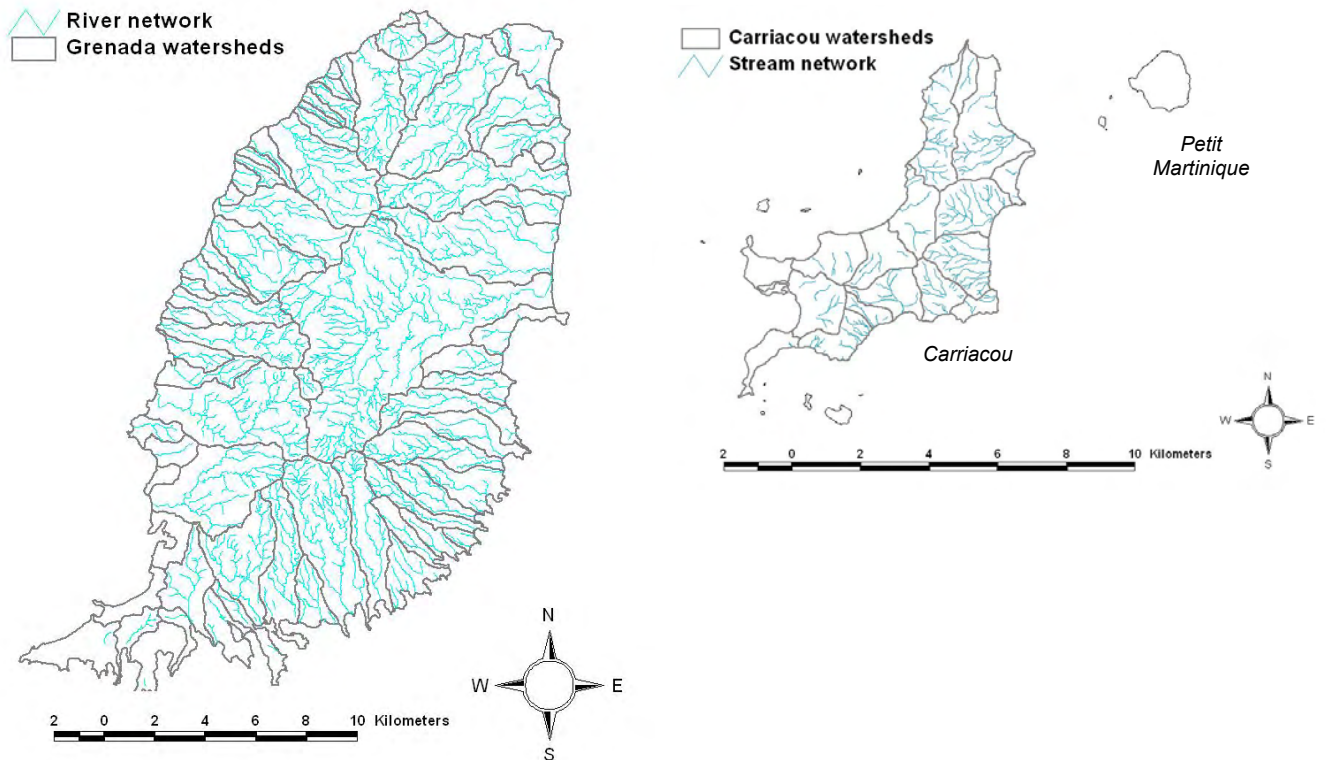 River network
Grenada watersheds
N
W E
S
2 0 2 4 6 8 10 Kilometers
Carriacou watersheds
Stream network
Petit
Martinique
Carriacou
N
W E
S
2 0 2 4 6 8 10 Kilometers